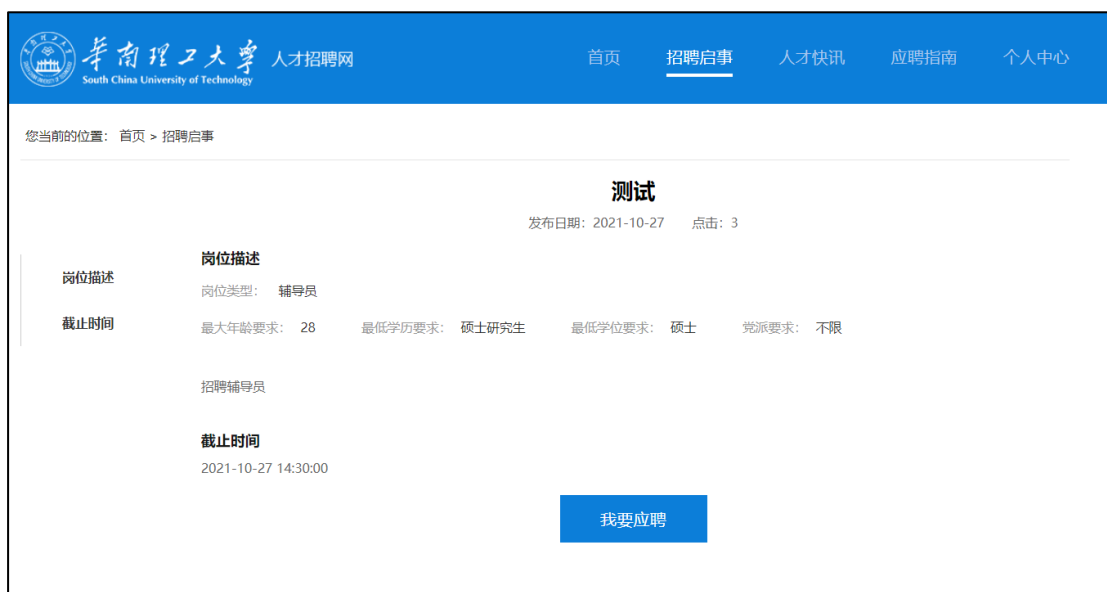 华南理工大学 人才招聘网
South China University of Technology
首页 招聘启事 人才快讯 应聘指南 个人中心
您当前的位置： 首页 > 招聘启事
测试
发布日期：2021-10-27 点击：3
岗位描述
截止时间
岗位描述
岗位类型： 辅导员
最大年龄要求： 28 最低学历要求： 硕士研究生 最低学位要求： 硕士 党派要求： 不限
招聘辅导员
截止时间
2021-10-27 14:30:00
我要应聘